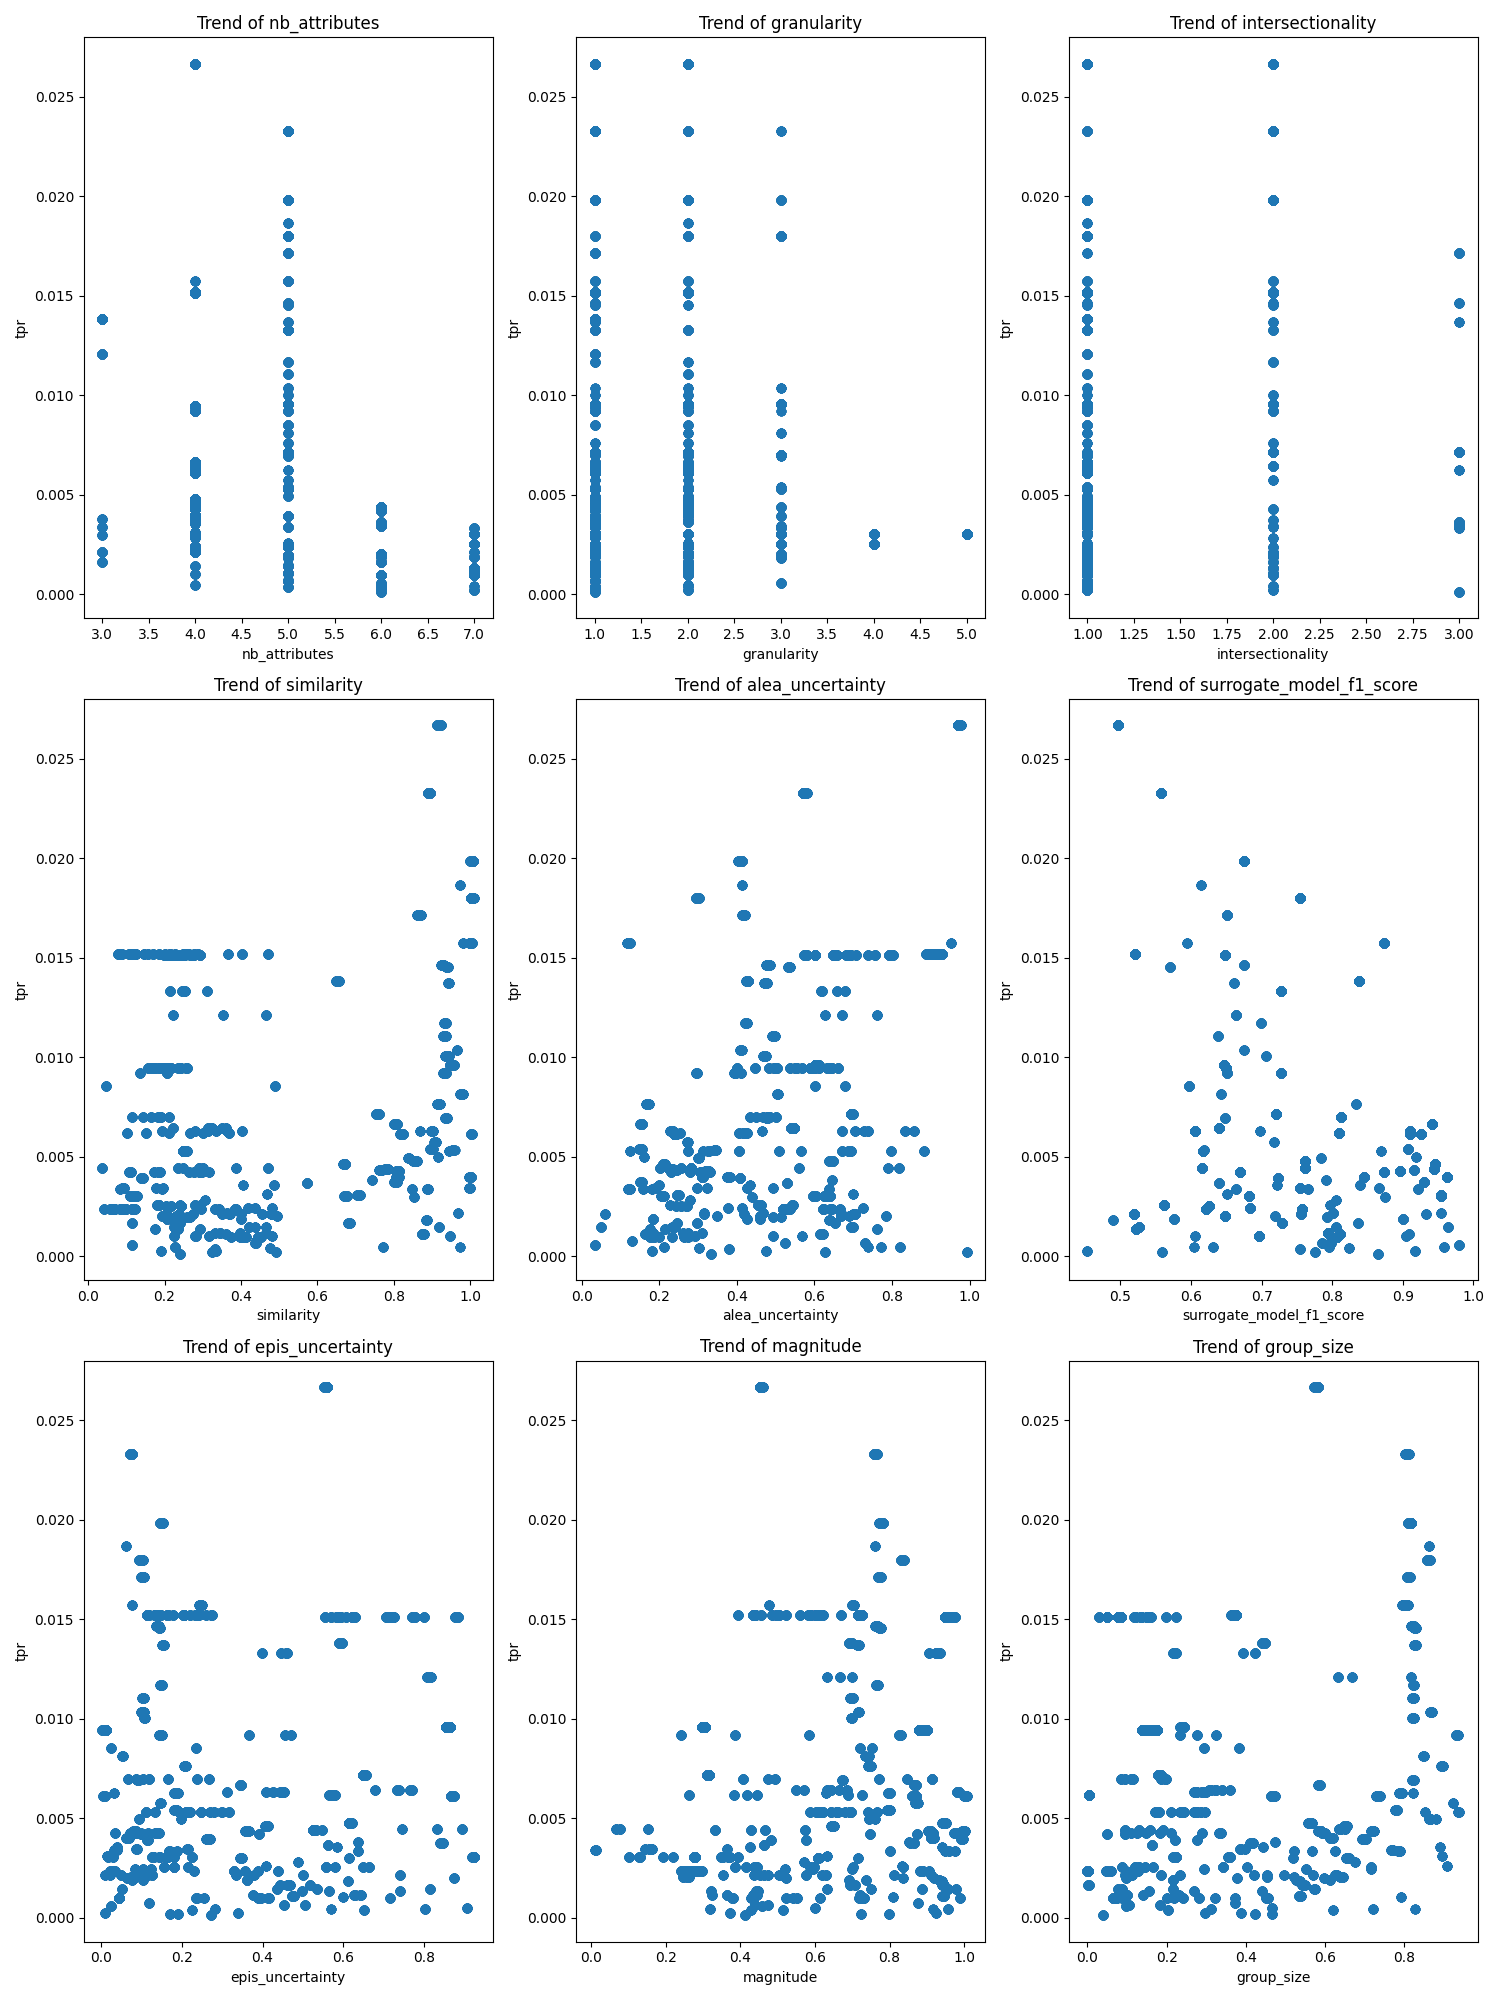 Trend of nb_attributes
Trend of granularity
Trend of intersectionality
tpr
0.025
0.020
0.015
0.010
0.005
0.000
3.0 3.5 4.0 4.5 5.0 5.5 6.0 6.5 7.0
nb_attributes
tpr
0.025
0.020
0.015
0.010
0.005
0.000
1.0 1.5 2.0 2.5 3.0 3.5 4.0 4.5 5.0
granularity
tpr
0.025
0.020
0.015
0.010
0.005
0.000
1.00 1.25 1.50 1.75 2.00 2.25 2.50 2.75 3.00
intersectionality
Trend of similarity
Trend of alea_uncertainty
Trend of surrogate_model_f1_score
tpr
0.025
0.020
0.015
0.010
0.005
0.000
0.0 0.2 0.4 0.6 0.8 1.0
similarity
tpr
0.025
0.020
0.015
0.010
0.005
0.000
0.0 0.2 0.4 0.6 0.8 1.0
alea_uncertainty
tpr
0.025
0.020
0.015
0.010
0.005
0.000
0.5 0.6 0.7 0.8 0.9 1.0
surrogate_model_f1_score
Trend of epis_uncertainty
Trend of magnitude
Trend of group_size
tpr
0.025
0.020
0.015
0.010
0.005
0.000
0.0 0.2 0.4 0.6 0.8
epis_uncertainty
tpr
0.025
0.020
0.015
0.010
0.005
0.000
0.0 0.2 0.4 0.6 0.8 1.0
magnitude
tpr
0.025
0.020
0.015
0.010
0.005
0.000
0.0 0.2 0.4 0.6 0.8
group_size